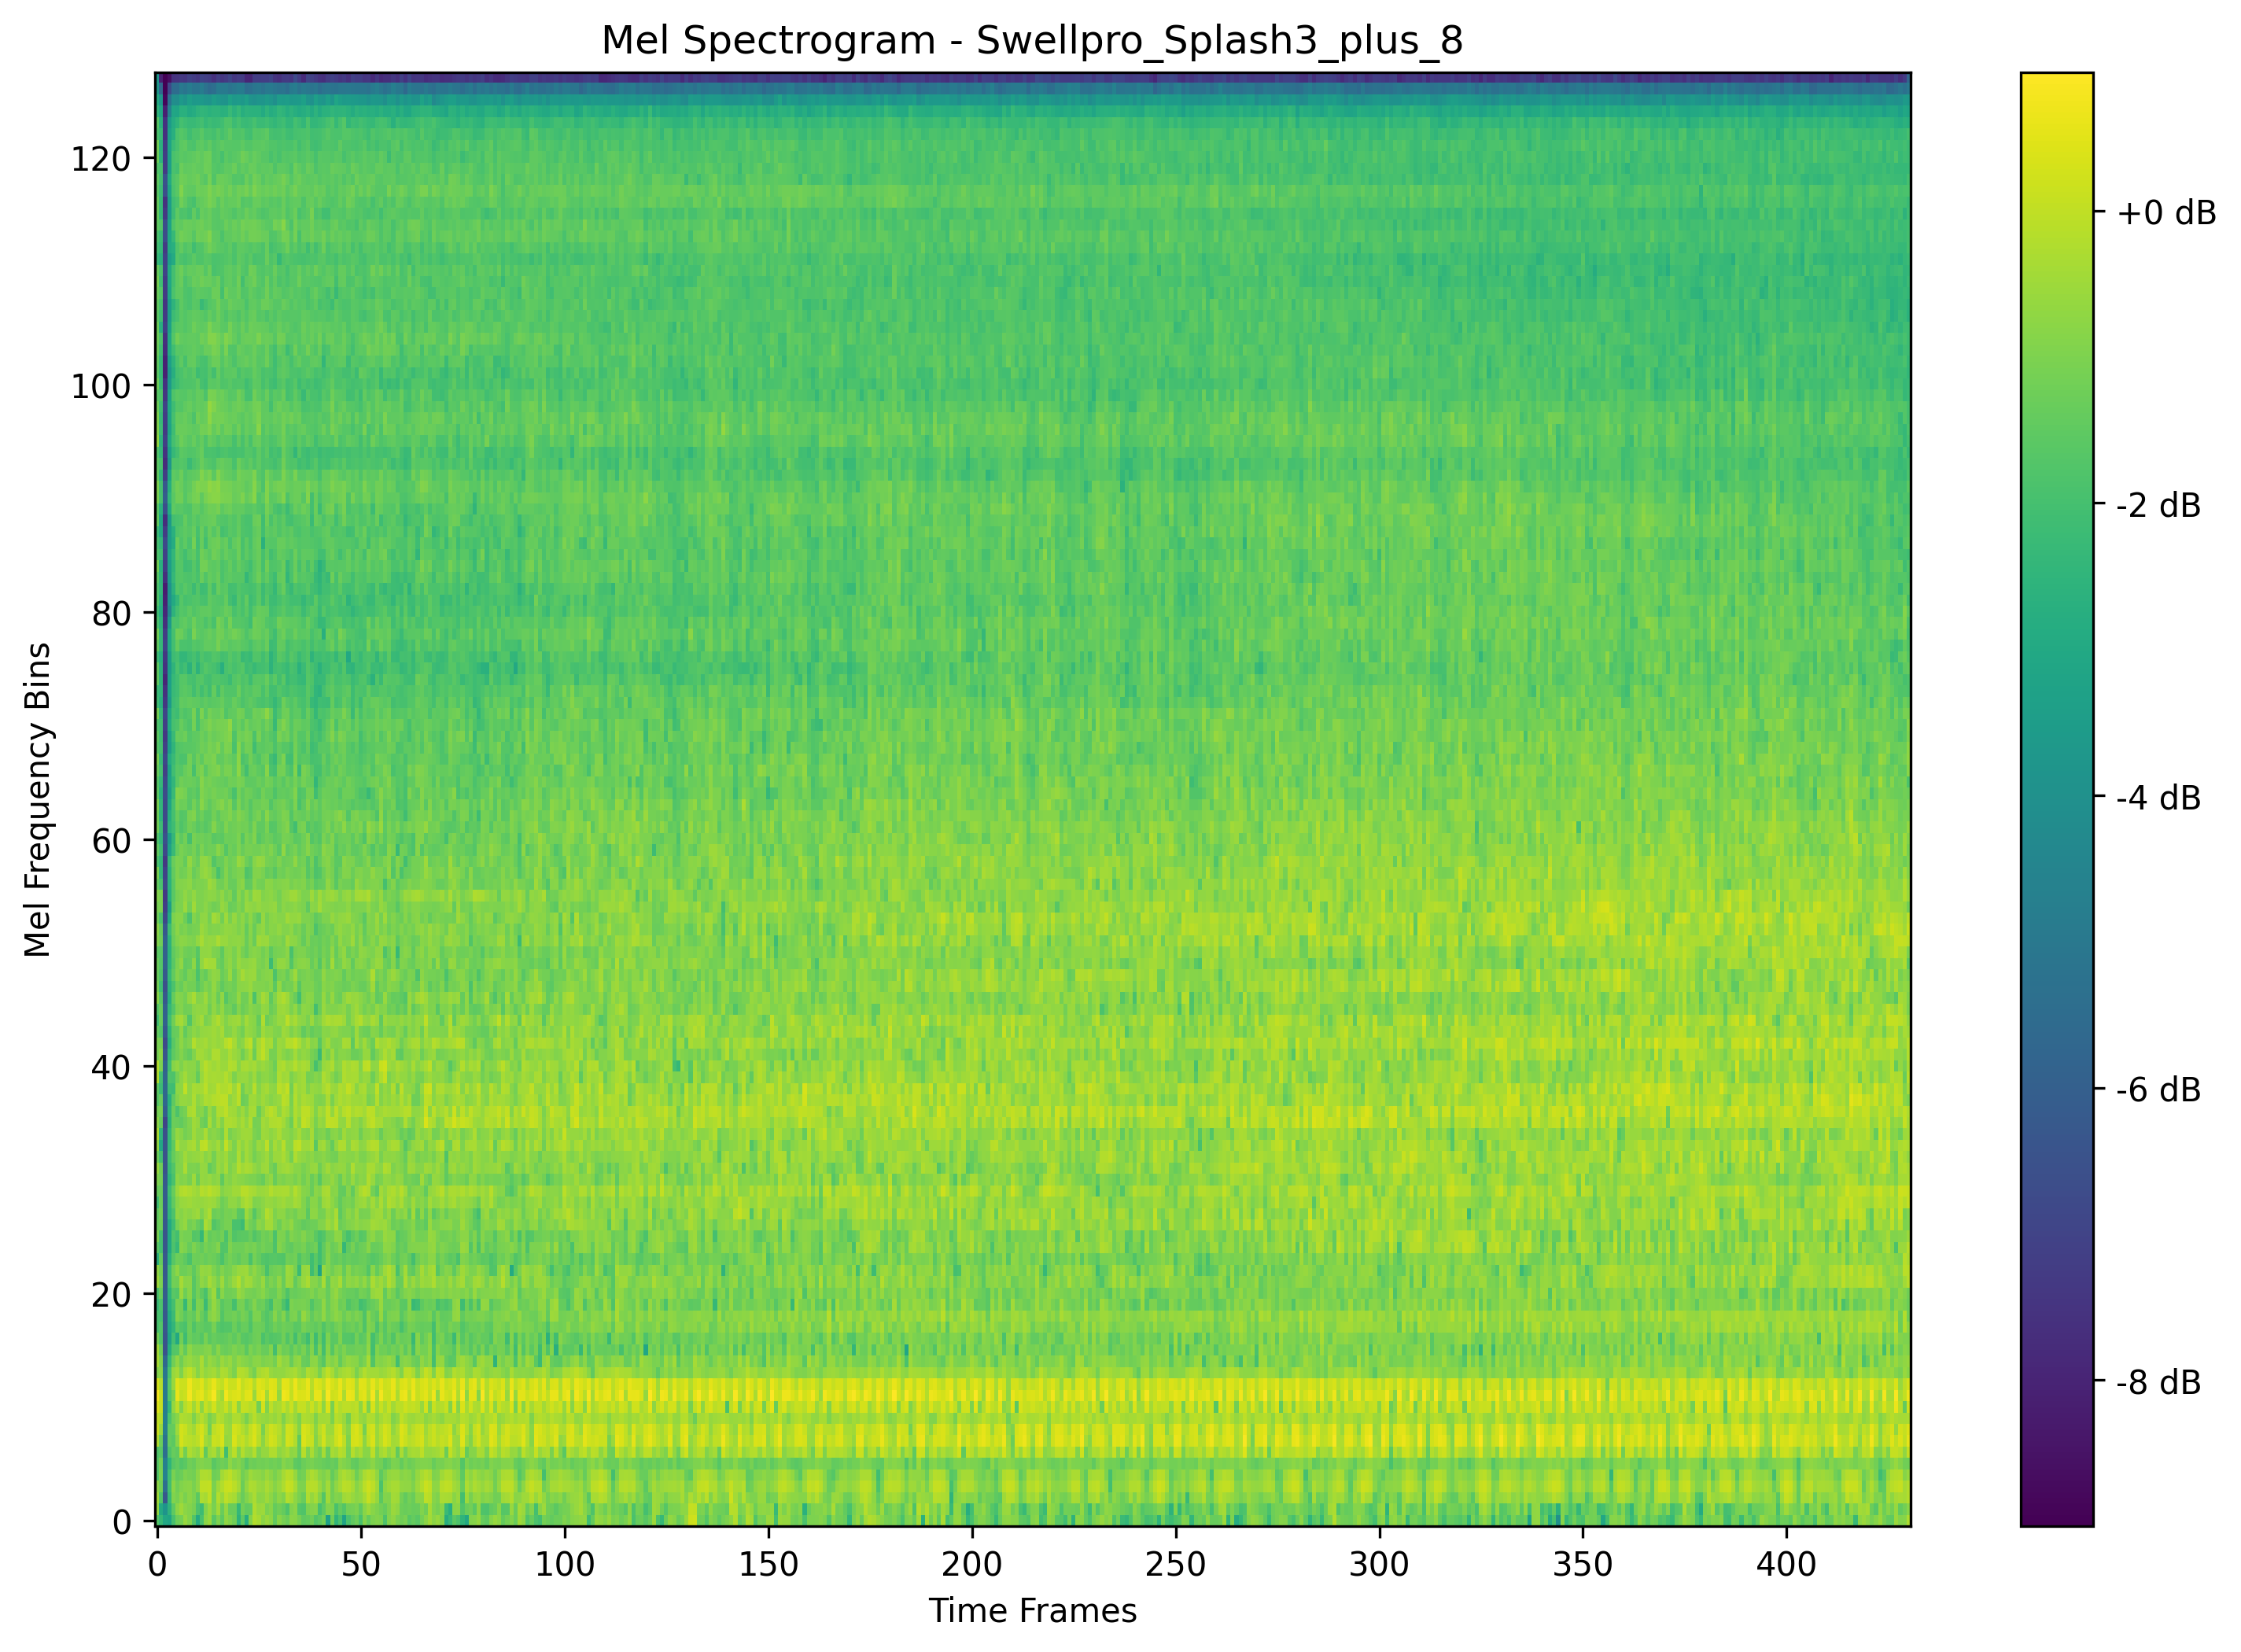 Mel Spectrogram - Swellpro_Splash3_plus_8
Mel Frequency Bins
120
100
80
60
40
20
0
0 50 100 150 200 250 300 350 400
Time Frames
+0 dB
-2 dB
-4 dB
-6 dB
-8 dB